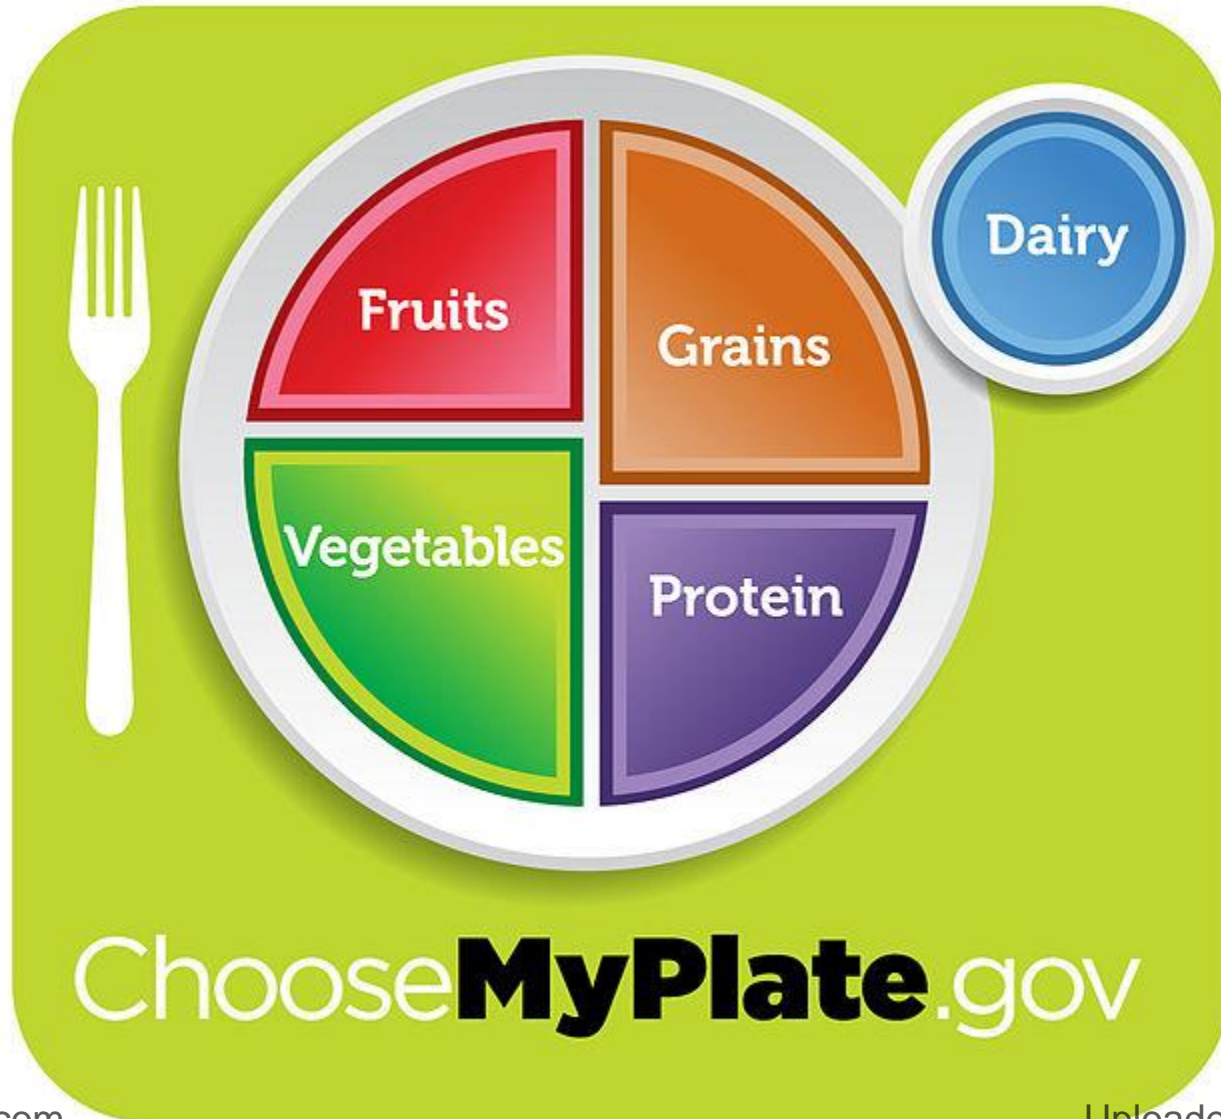 Dairy
Fruits
Grains
Vegetables
Protein
ChooseMyPlate.gov